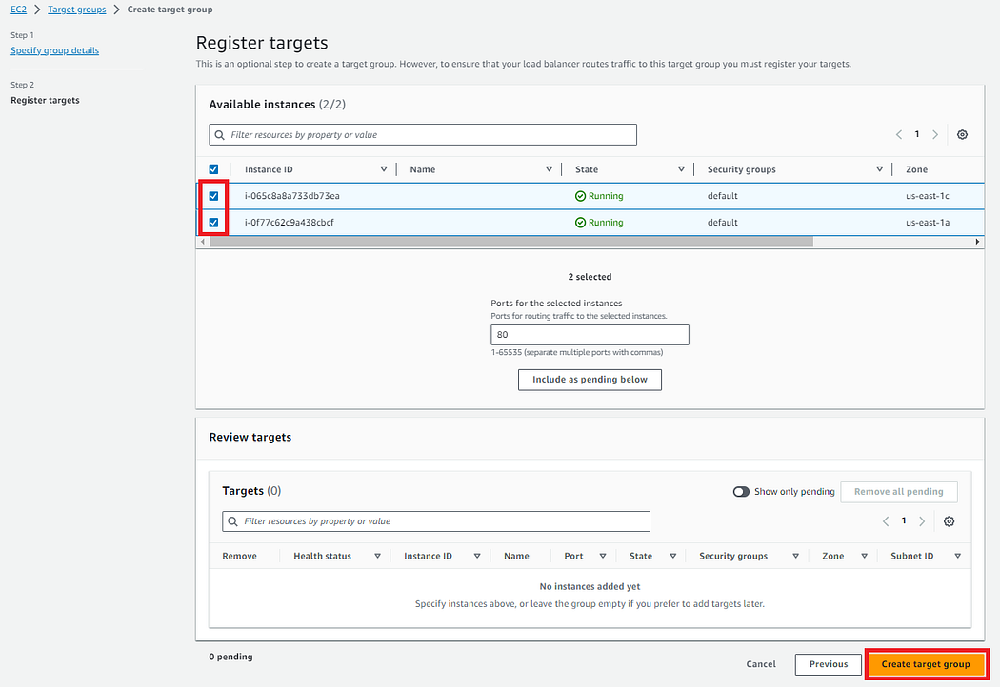 EC2 > Target groups > Create target group
Step 1
Specify group details
Step 2
Register targets
Register targets
This is an optional step to create a target group. However, to ensure that your load balancer routes traffic to this target group you must register your targets.
Available instances (2/2)
Filter resources by property or value
1
Instance ID Name State Security groups Zone
i-065c8a8a733db73ea Running default us-east-1c
i-0f77c62c9a438cbcf Running default us-east-1a
2 selected
Ports for the selected instances
Ports for routing traffic to the selected instances.
80
1-65535 (separate multiple ports with commas)
Include as pending below
Review targets
Targets (0)
Show only pending
Remove all pending
Filter resources by property or value
1
Remove Health status Instance ID Name Port State Security groups Zone Subnet ID
No instances added yet
Specify instances above, or leave the group empty if you prefer to add targets later.
0 pending
Cancel Previous Create target group